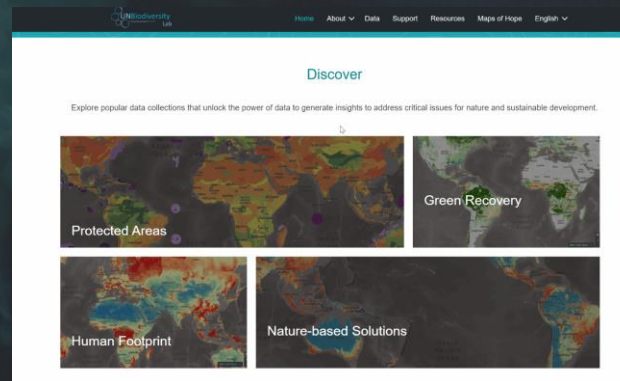 UNBiodiversity
Lab
Home About Data Support Resources Maps of Hope English
Discover
Explore popular data collections that unlock the power of data to generate insights to address critical issues for nature and sustainable development.
Protected Areas
Green Recovery
Human Footprint
Nature-based Solutions